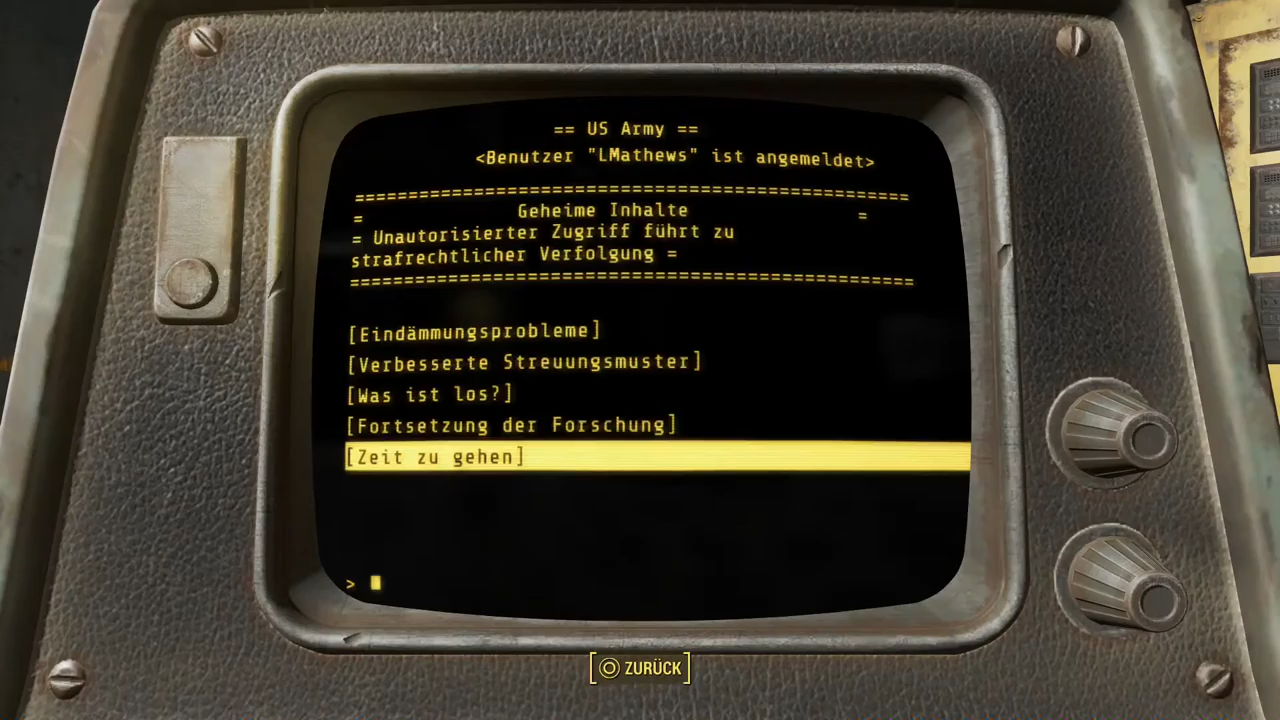 == US Army ==
<Benutzer "LMathews" ist angemeldet>
===================================================
= Geheime Inhalte =
= Unautorisierter Zugriff führt zu
strafrechtlicher Verfolgung =
===================================================
[Eindämmungsprobleme]
[Verbesserte Streuungsmuster]
[Was ist los?]
[Fortsetzung der Forschung]
[Zeit zu gehen]
>
[ ZURÜCK]